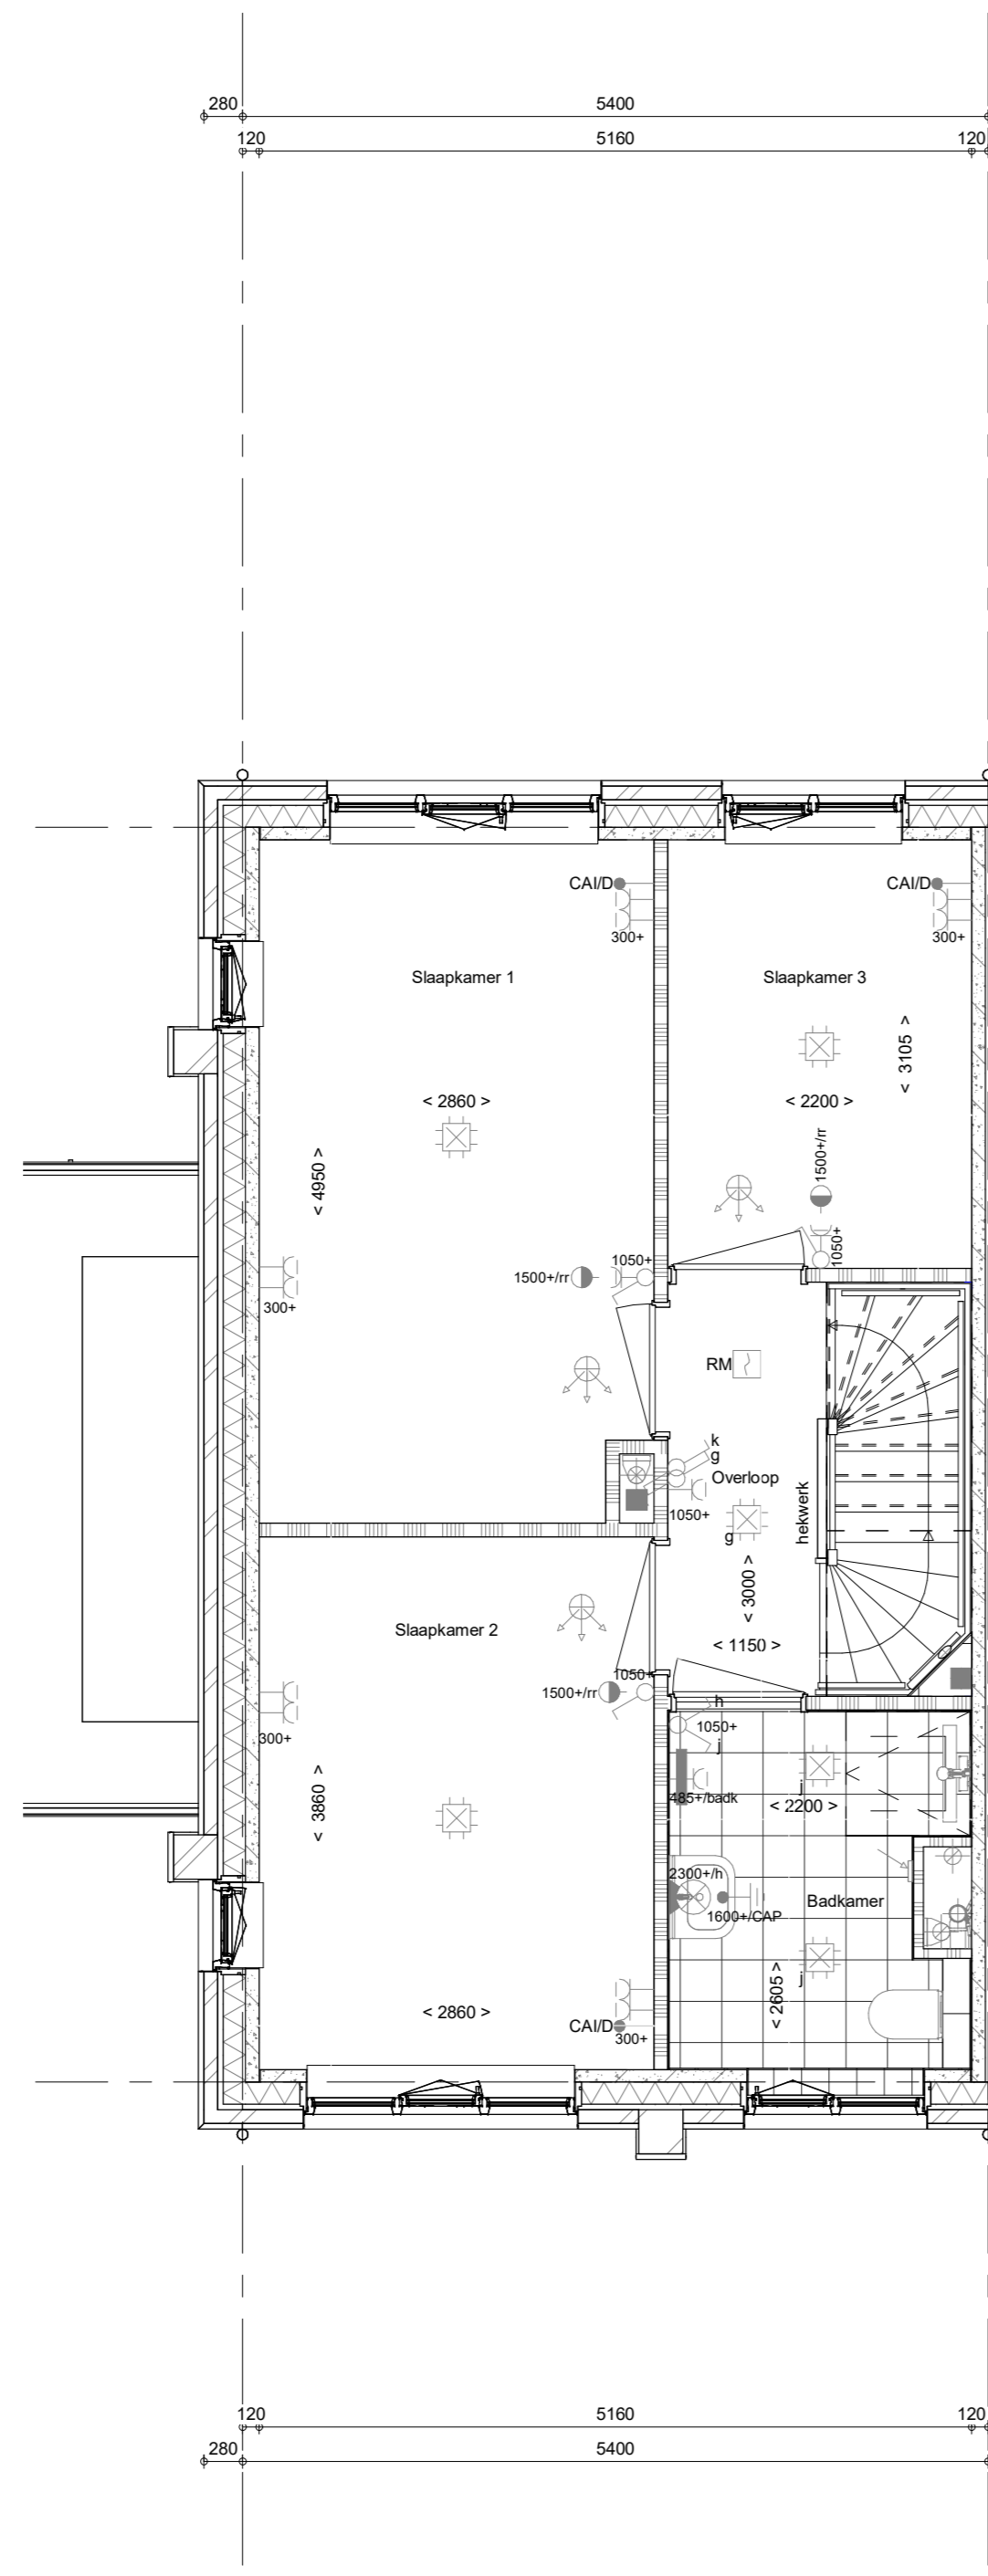 280
5400
120
5160
120
CAI/D
300+
CAI/D
300+
Slaapkamer 1
Slaapkamer 3
< 3105 >
< 2860 >
< 2200 >
1500+/rr
< 4950 >
1050+
1050+
1500+/rr
300+
RM
k
g
Overloop
hekwerk
1050+
g
< 3000 >
Slaapkamer 2
< 1150 >
1050+
1500+/rr
h
1050+
300+
j
j
485+/badk
< 2200 >
< 3860 >
2300+/h
Badkamer
1600+/CAP
j
< 2605 >
< 2860 >
CAI/D
300+
120
5160
120
280
5400